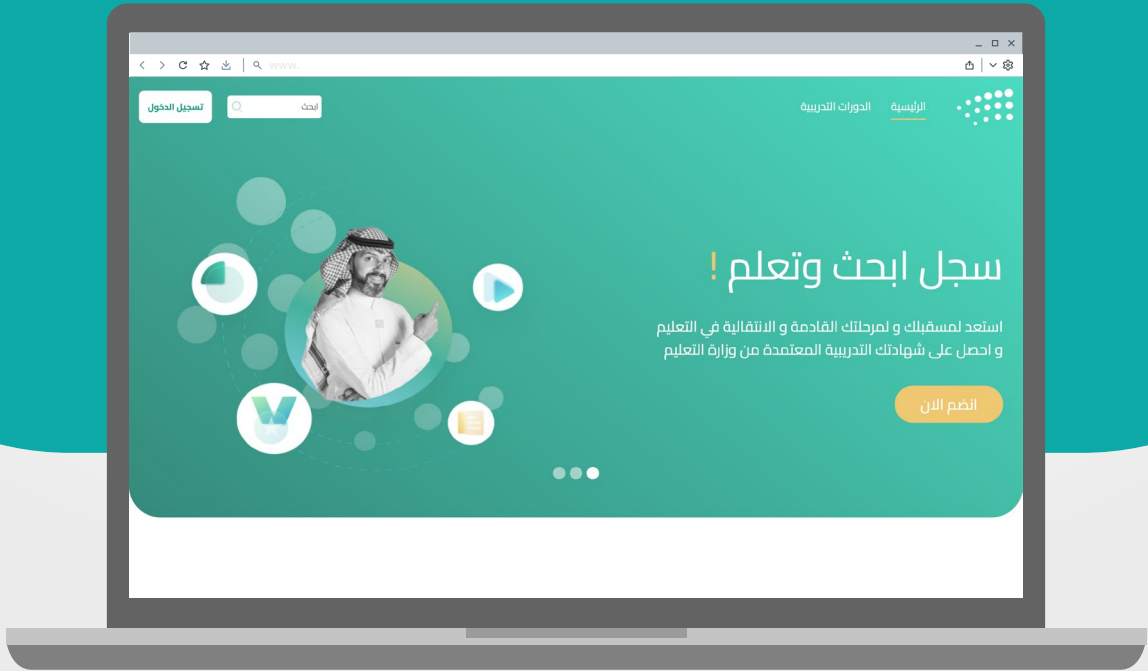 www.
الرئيسية
الدورات التدريبية
ابحث
تسجيل الدخول
سجل ابحث وتعلم !
استعد لمسقبلك و لمرحلتك القادمة و الانتقالية في التعليم
و احصل على شهادتك التدريبية المعتمدة من وزارة التعليم
انضم الان